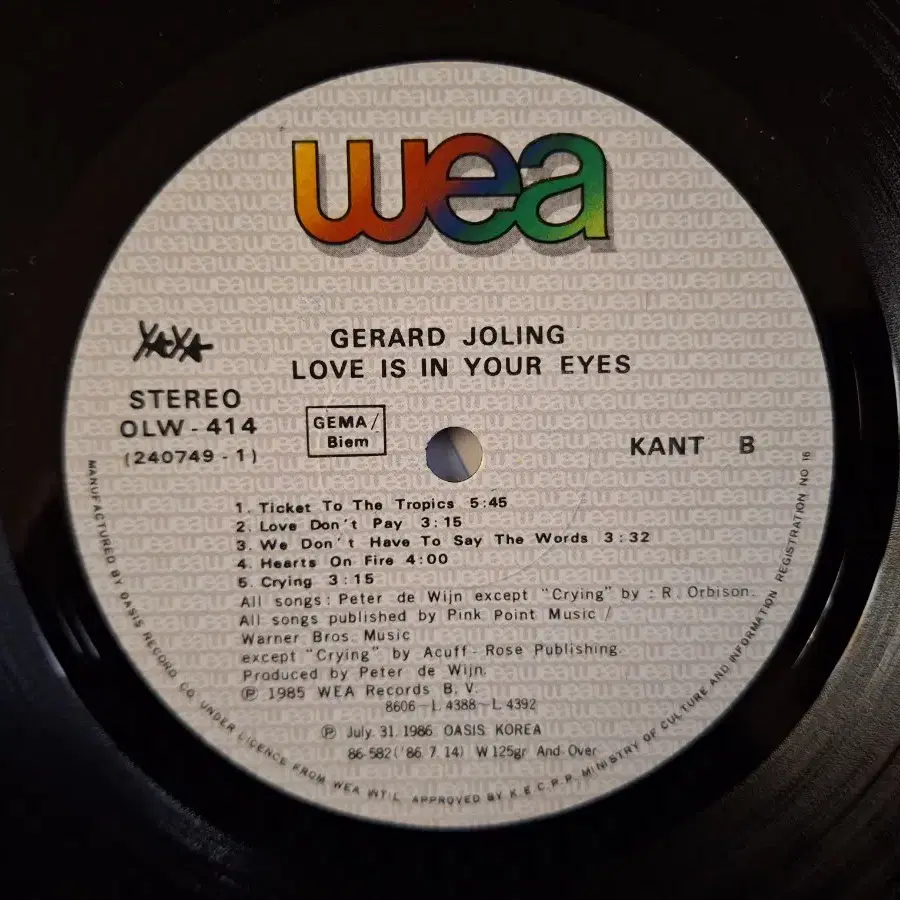 wea
GERARD JOLING
LOVE IS IN YOUR EYES
YAYA
STEREO
OLW - 414
(240749 - 1)
GEMA /
Biem
KANT B
1. Ticket To The Tropics 5:45
2. Love Don't Pay 3:15
3. We Don't Have To Say The Words 3:32
4. Hearts On Fire 4:00
5. Crying 3:15
All songs: Peter de Wijn except "Crying" by : R. Orbison.
All songs published by Pink Point Music /
Warner Bros. Music
except "Crying" by Acuff - Rose Publishing.
Produced by Peter de Wijn.
℗ 1985 WEA Records B. V.
8606-L 4388-L 4392
℗ July. 31. 1986 OASIS KOREA
86-582('86. 7. 14) W 125gr And Over
MANUFACTURED BY OASIS RECORD CO. UNDER LICENCE FROM WEA INT'L. APPROVED BY K.E.C.P.P. MINISTRY OF CULTURE AND INFORMATION REGISTRATION NO 16